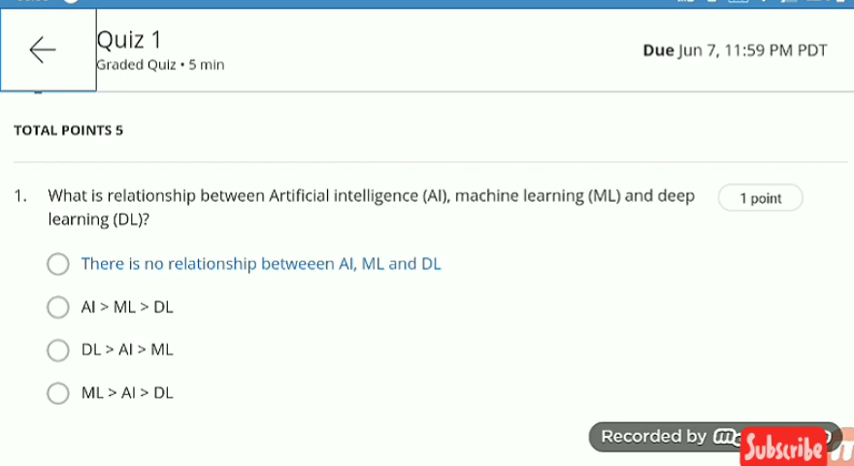 Quiz 1
Graded Quiz • 5 min
Due Jun 7, 11:59 PM PDT
TOTAL POINTS 5
1. What is relationship between Artificial intelligence (AI), machine learning (ML) and deep
learning (DL)?
1 point
There is no relationship betweeen AI, ML and DL
AI > ML > DL
DL > AI > ML
ML > AI > DL
Recorded by
Subscribe